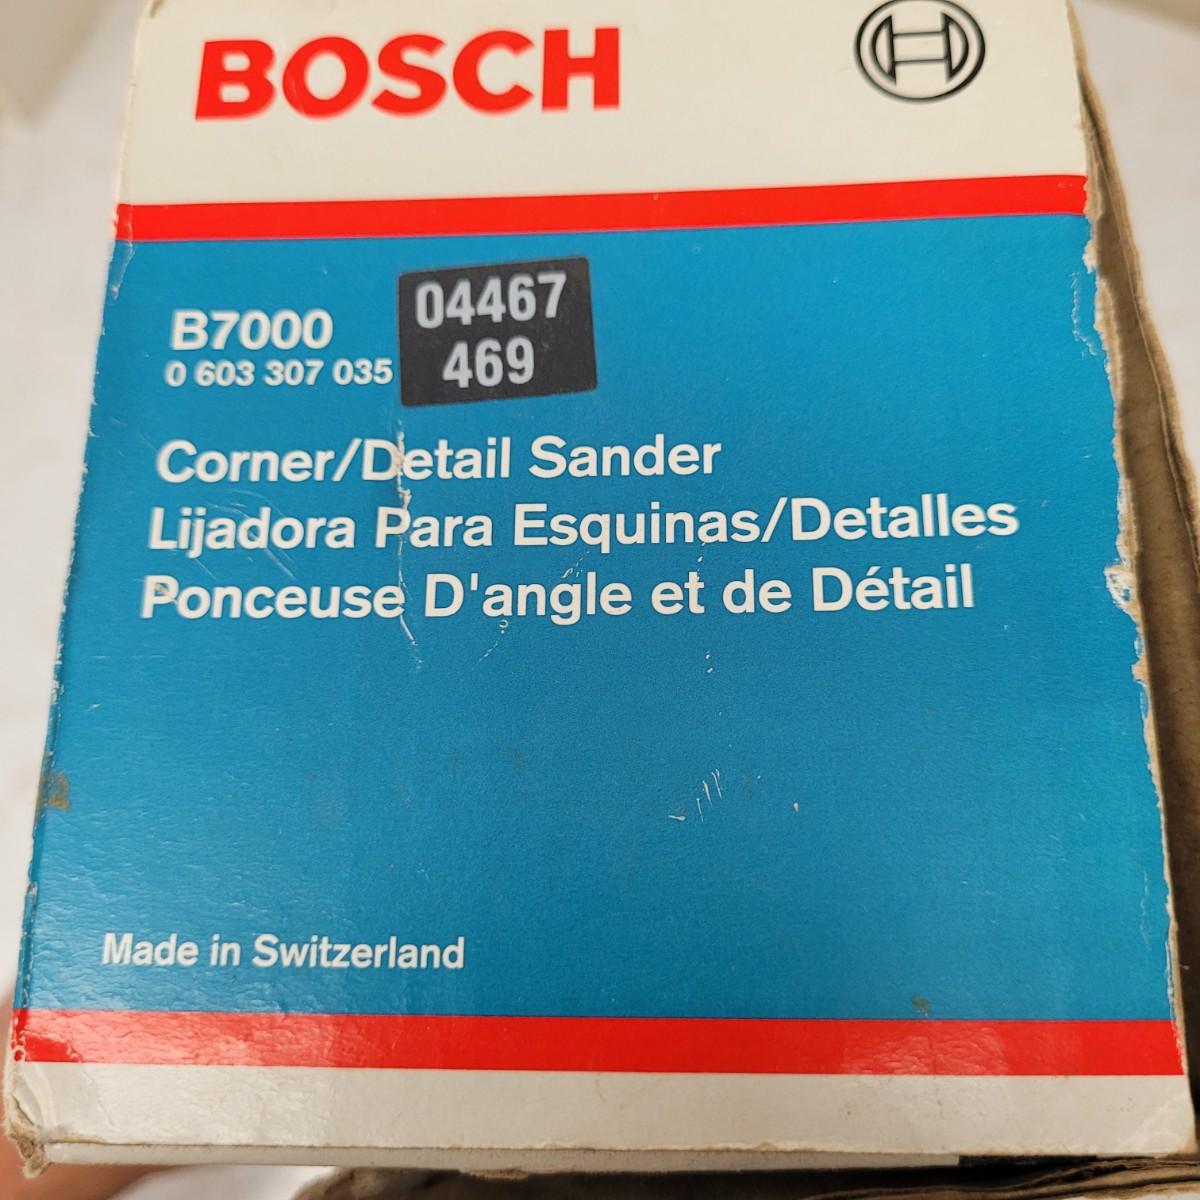 BOSCH
B7000
0 603 307 035
04467
469
Corner/Detail Sander
Lijadora Para Esquinas/Detalles
Ponceuse D'angle et de Détail
Made in Switzerland